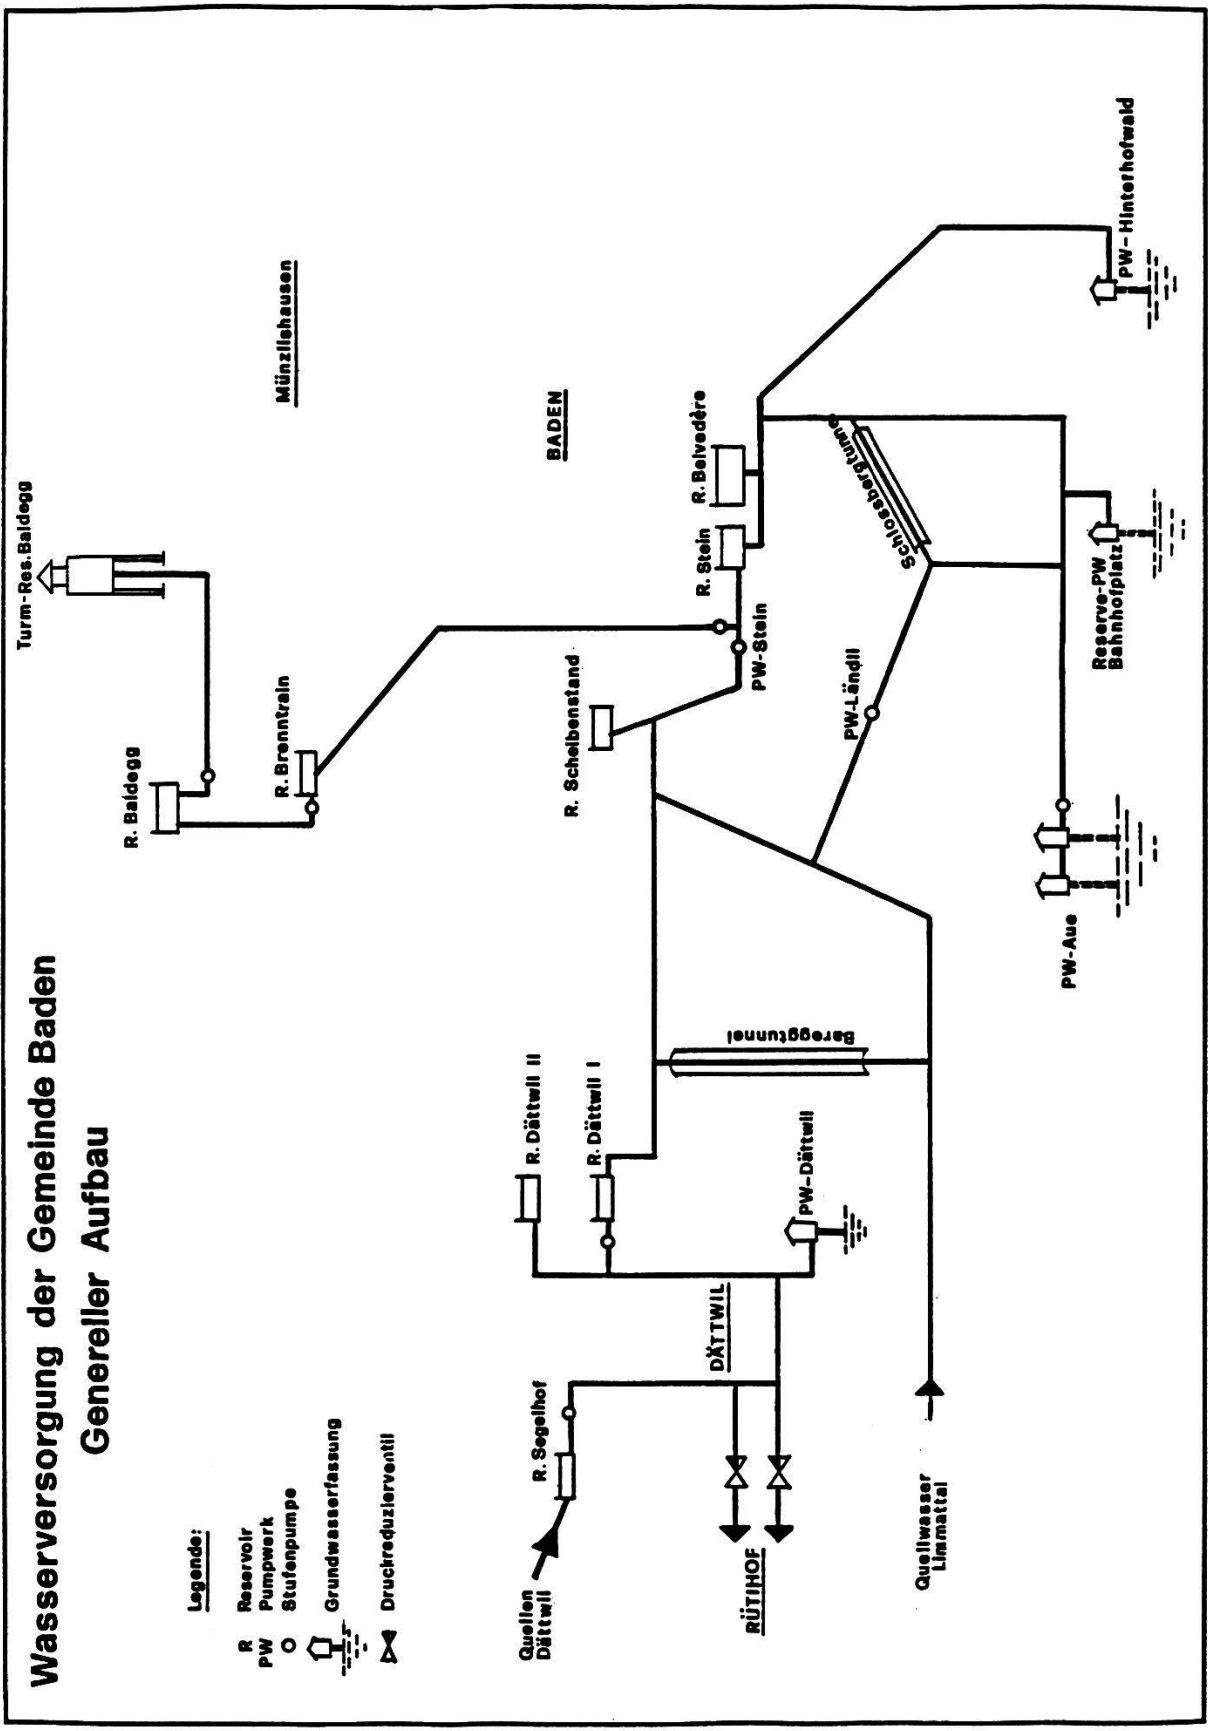 Wasserversorgung der Gemeinde Baden
Genereller Aufbau
Legende:
R Reservoir
PW Pumpwerk
Stufenpumpe
Grundwasserfassung
Druckreduzierventil
Turm-Res.Baldegg
R. Baldegg
R. Brenntrain
Münzlishausen
BADEN
R. Scheibenstand
PW-Stein
R. Stein
R. Belvedère
Schlossbergtunnel
PW-Ländli
PW-Hinterhofwald
Reserve-PW
Bahnhofplatz
PW-Aue
Bareggtunnel
R. Dättwil II
R. Dättwil I
PW-Dättwil
DÄTTWIL
R. Segelhof
Quellen
Dättwil
RÜTIHOF
Quellwasser
Limmattal